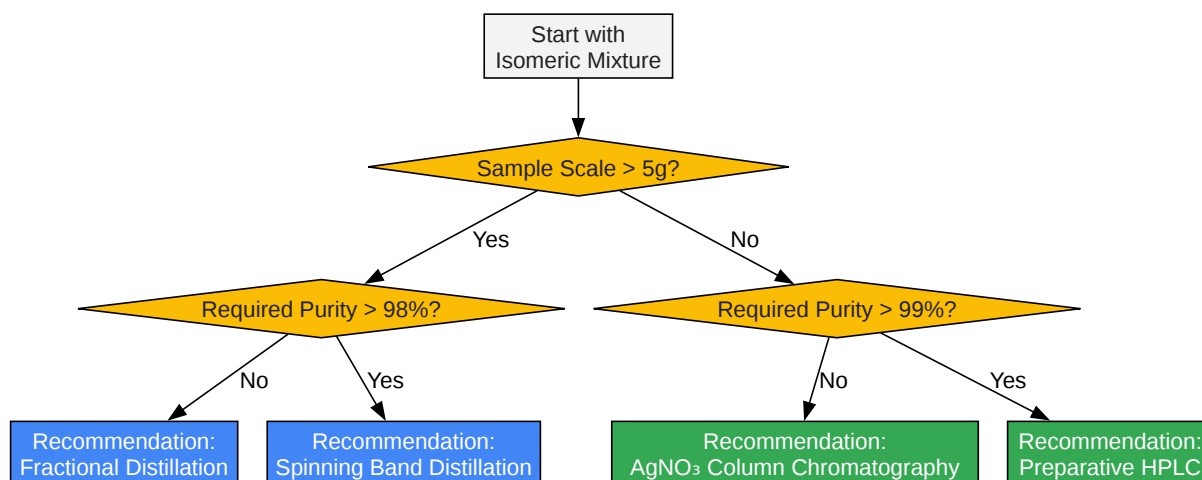 Start with
Isomeric Mixture
Sample Scale > 5g?
Yes
No
Required Purity > 98%?
Required Purity > 99%?
No
Yes
No
Yes
Recommendation:
Fractional Distillation
Recommendation:
Spinning Band Distillation
Recommendation:
AgNO₃ Column Chromatography
Recommendation:
Preparative HPLC